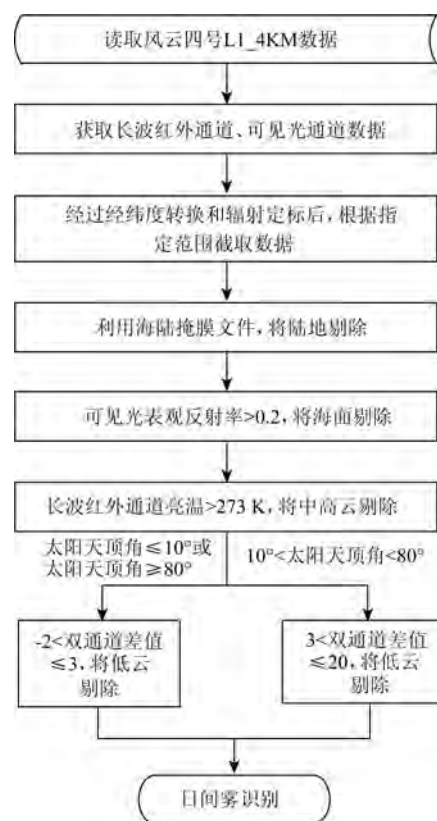 读取风云四号L1_4KM数据
获取长波红外通道、可见光通道数据
经过经纬度转换和辐射定标后，根据指
定范围截取数据
利用海陆掩膜文件，将陆地剔除
可见光表观反射率>0.2，将海面剔除
长波红外通道亮温>273 K，将中高云剔除
太阳天顶角≤10°或
太阳天顶角≥80°
10°<太阳天顶角<80°
-2<双通道差值
≤3，将低云
剔除
3<双通道差值
≤20，将低云
剔除
日间雾识别